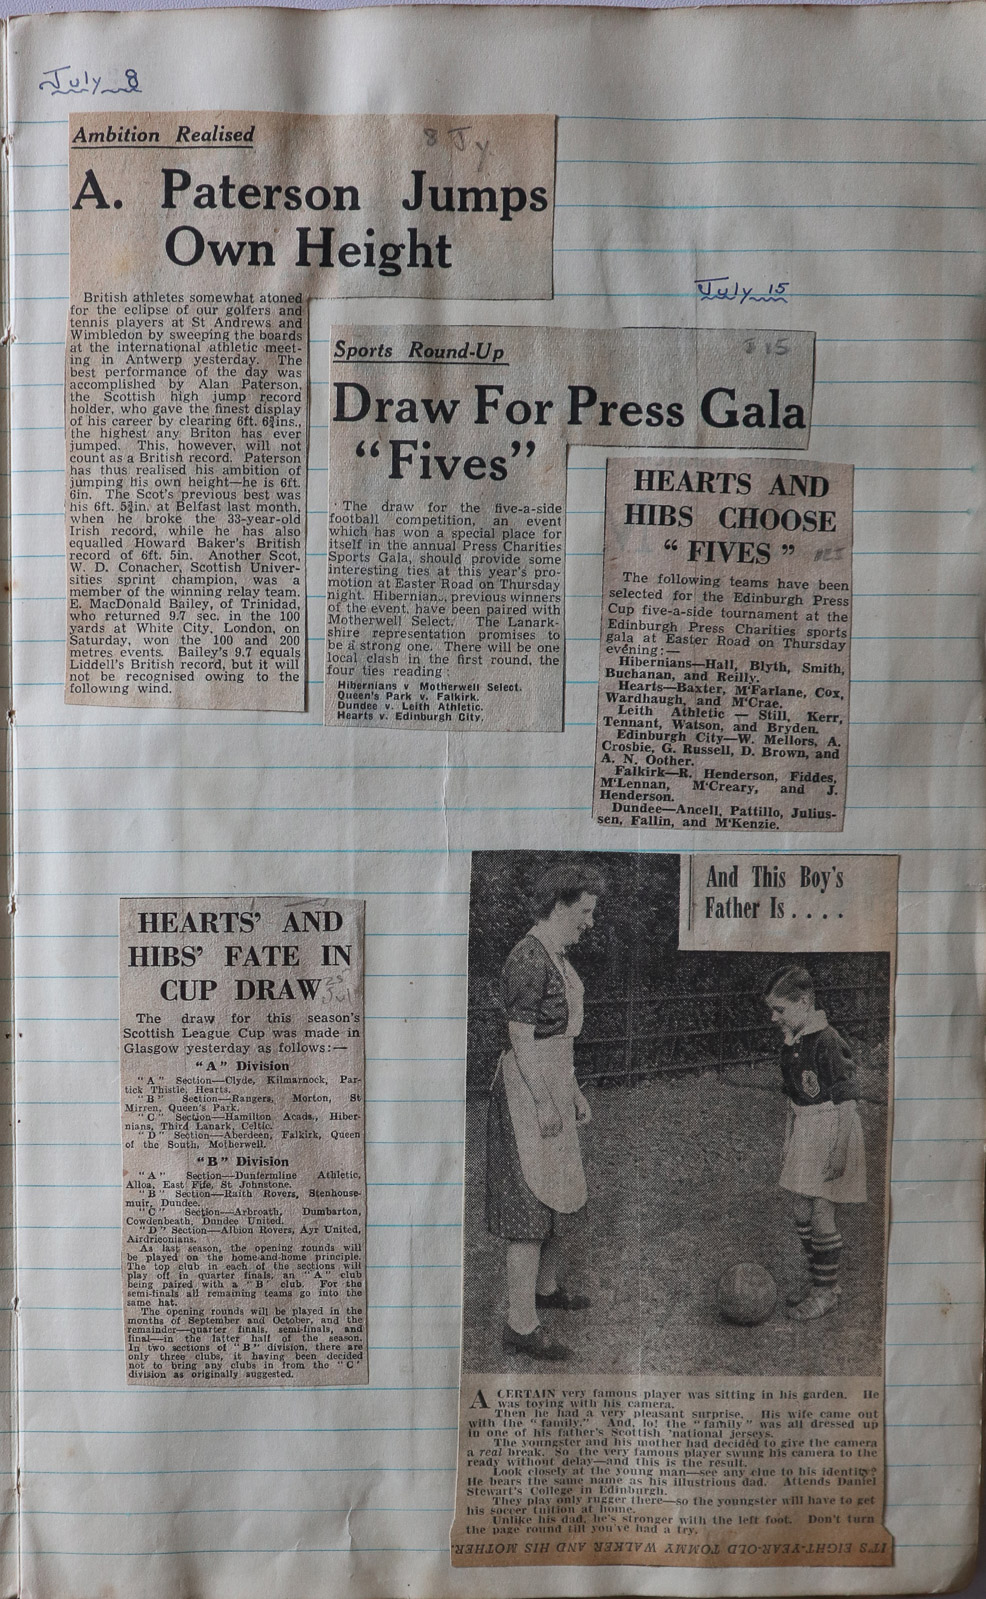 July 8
Ambition Realised
8 Jy
A. Paterson Jumps
Own Height
British athletes somewhat atoned
for the eclipse of our golfers and
tennis players at St Andrews and
Wimbledon by sweeping the boards
at the international athletic meet-
ing in Antwerp yesterday. The
best performance of the day was
accomplished by Alan Paterson,
the Scottish high jump record
holder, who gave the finest display
of his career by clearing 6ft. 6¾ins.,
the highest any Briton has ever
jumped. This, however, will not
count as a British record. Paterson
has thus realised his ambition of
jumping his own height—he is 6ft.
6in. The Scot's previous best was
his 6ft. 5¾in. at Belfast last month,
when he broke the 33-year-old
Irish record, while he has also
equalled Howard Baker's British
record of 6ft. 5in. Another Scot,
W. D. Conacher, Scottish Univer-
sities sprint champion, was a
member of the winning relay team.
E. MacDonald Bailey, of Trinidad,
who returned 9.7 sec. in the 100
yards at White City, London, on
Saturday, won the 100 and 200
metres events. Bailey's 9.7 equals
Liddell's British record, but it will
not be recognised owing to the
following wind.
July 15
Sports Round-Up
J 15
Draw For Press Gala
"Fives"
The draw for the five-a-side
football competition, an event
which has won a special place for
itself in the annual Press Charities
Sports Gala, should provide some
interesting ties at this year's pro-
motion at Easter Road on Thursday
night. Hibernian., previous winners
of the event, have been paired with
Motherwell Select. The Lanark-
shire representation promises to
be a strong one. There will be one
local clash in the first round, the
four ties reading :
Hibernians v Motherwell Select.
Queen's Park v. Falkirk.
Dundee v. Leith Athletic.
Hearts v. Edinburgh City.
HEARTS AND
HIBS CHOOSE
" FIVES "
The following teams have been
selected for the Edinburgh Press
Cup five-a-side tournament at the
Edinburgh Press Charities sports
gala at Easter Road on Thursday
evening:—
Hibernians—Hall, Blyth, Smith,
Buchanan, and Reilly.
Hearts—Baxter, M'Farlane, Cox,
Wardhaugh, and M'Crae.
Leith Athletic — Still, Kerr,
Tennant, Watson, and Bryden.
Edinburgh City—W. Mellors, A.
Crosbie, G. Russell, D. Brown, and
A. N. Oother.
Falkirk—R. Henderson, Fiddes,
M'Lennan, M'Creary, and J.
Henderson.
Dundee—Ancell, Pattillo, Julius-
sen, Fallin, and M'Kenzie.
HEARTS' AND
HIBS' FATE IN
CUP DRAW
25 Jul
The draw for this season's
Scottish League Cup was made in
Glasgow yesterday as follows:—
"A" Division
"A" Section—Clyde, Kilmarnock, Par-
tick Thistle, Hearts.
"B" Section—Rangers, Morton, St
Mirren, Queen's Park.
"C" Section—Hamilton Acads., Hiber-
nians, Third Lanark, Celtic.
"D" Section—Aberdeen, Falkirk, Queen
of the South, Motherwell.
"B" Division
"A" Section—Dunfermline Athletic,
Alloa, East Fife, St Johnstone.
"B" Section—Raith Rovers, Stenhouse-
muir, Dundee.
"C" Section—Arbroath, Dumbarton,
Cowdenbeath, Dundee United.
"D" Section—Albion Rovers, Ayr United,
Airdrieonians.
As last season, the opening rounds will
be played on the home-and-home principle.
The top club in each of the sections will
play off in quarter finals, an "A" club
being paired with a "B" club. For the
semi-finals all remaining teams go into the
same hat.
The opening rounds will be played in the
months of September and October, and the
remainder—quarter finals, semi-finals, and
final—in the latter half of the season.
In two sections of "B" division, there are
only three clubs, it having been decided
not to bring any clubs in from the "C"
division as originally suggested.
And This Boy's
Father Is . . . .
A CERTAIN very famous player was sitting in his garden. He
was toying with his camera.
Then he had a very pleasant surprise. His wife came out
with the "family." And, lo! the "family" was all dressed up
in one of his father's Scottish national jerseys.
The youngster and his mother had decided to give the camera
a real break. So the very famous player swung his camera to the
ready without delay—and this is the result.
Look closely at the young man—see any clue to his identity?
He bears the same name as his illustrious dad. Attends Daniel
Stewart's College in Edinburgh.
They play only rugger there—so the youngster will have to get
his soccer tuition at home.
Unlike his dad, he's stronger with the left foot. Don't turn
the page round till you've had a try.
IT'S EIGHT-YEAR-OLD TOMMY WALKER AND HIS MOTHER.